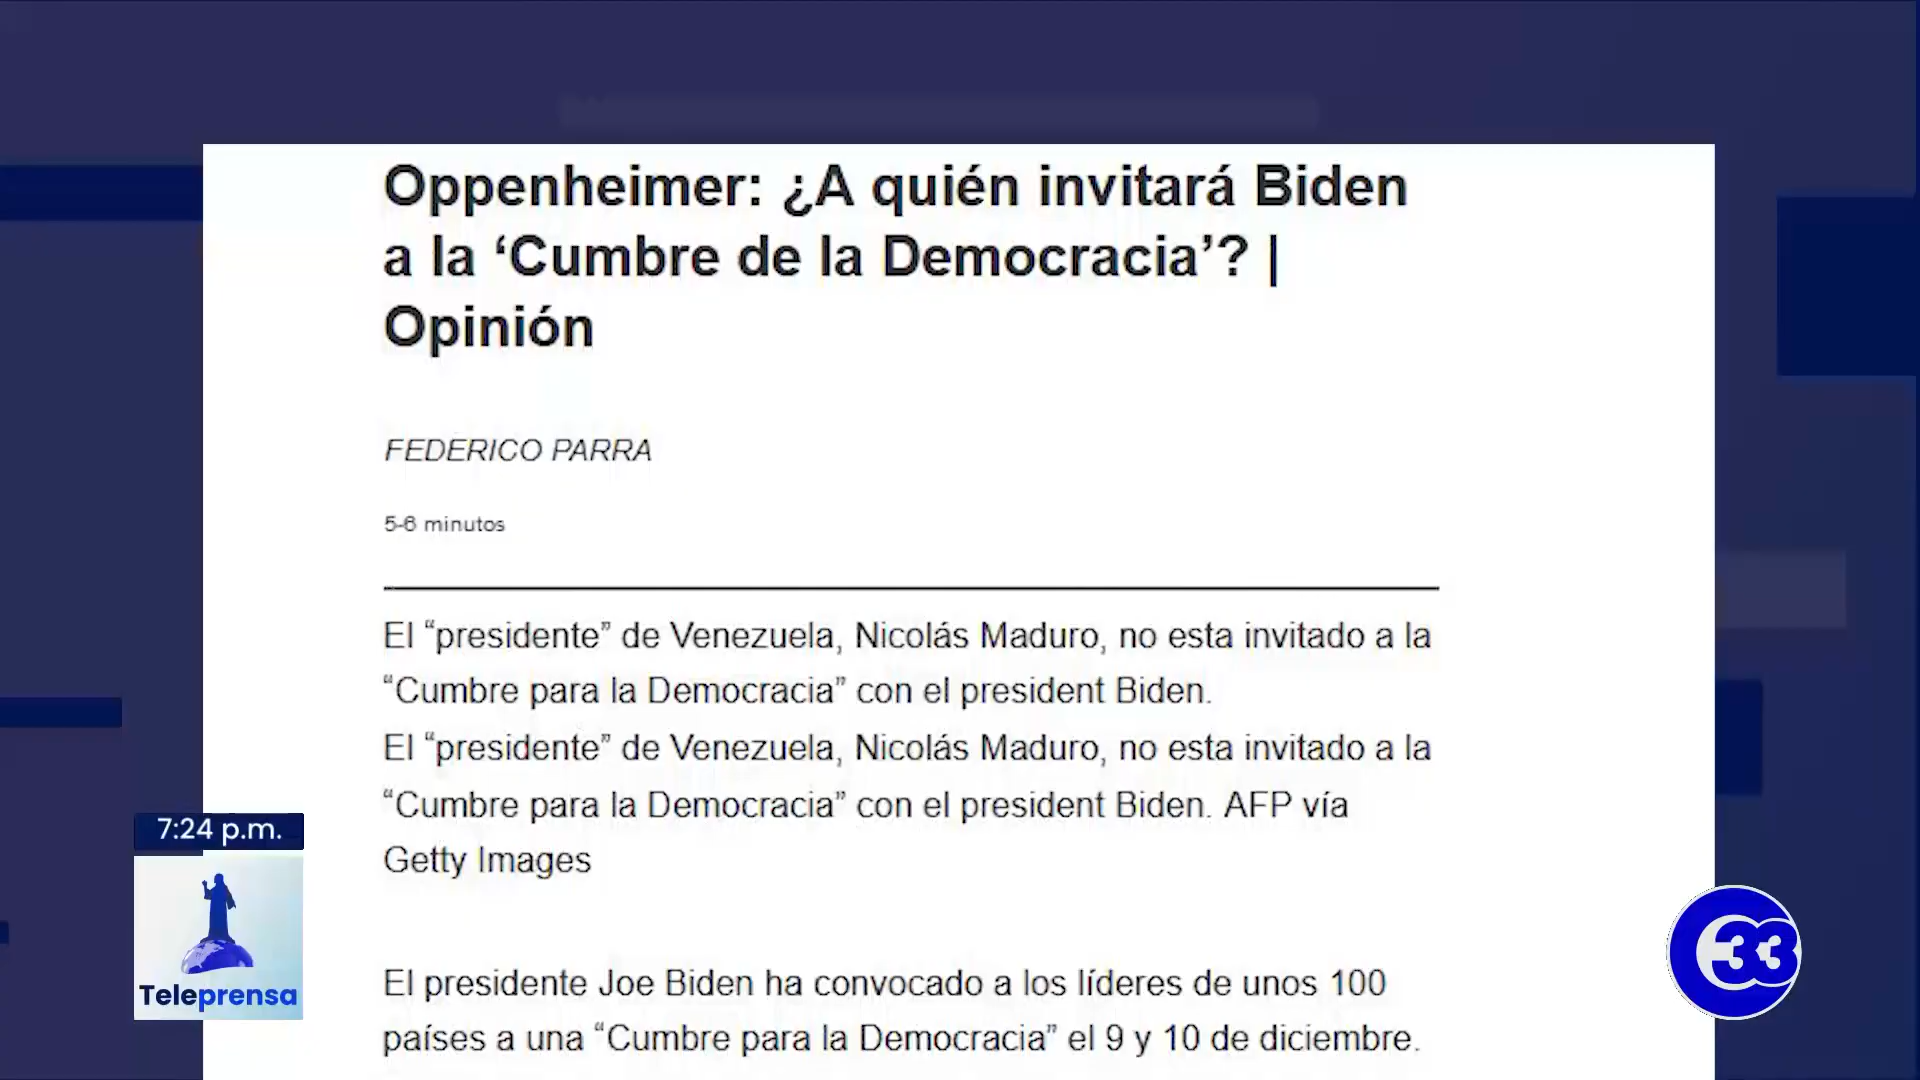 Oppenheimer: ¿A quién invitará Biden
a la ‘Cumbre de la Democracia’? |
Opinión
FEDERICO PARRA
5-6 minutos
El “presidente” de Venezuela, Nicolás Maduro, no esta invitado a la
“Cumbre para la Democracia” con el president Biden.
El “presidente” de Venezuela, Nicolás Maduro, no esta invitado a la
“Cumbre para la Democracia” con el president Biden. AFP vía
Getty Images
El presidente Joe Biden ha convocado a los líderes de unos 100
países a una “Cumbre para la Democracia” el 9 y 10 de diciembre.
7:24 p.m.
Teleprensa
33